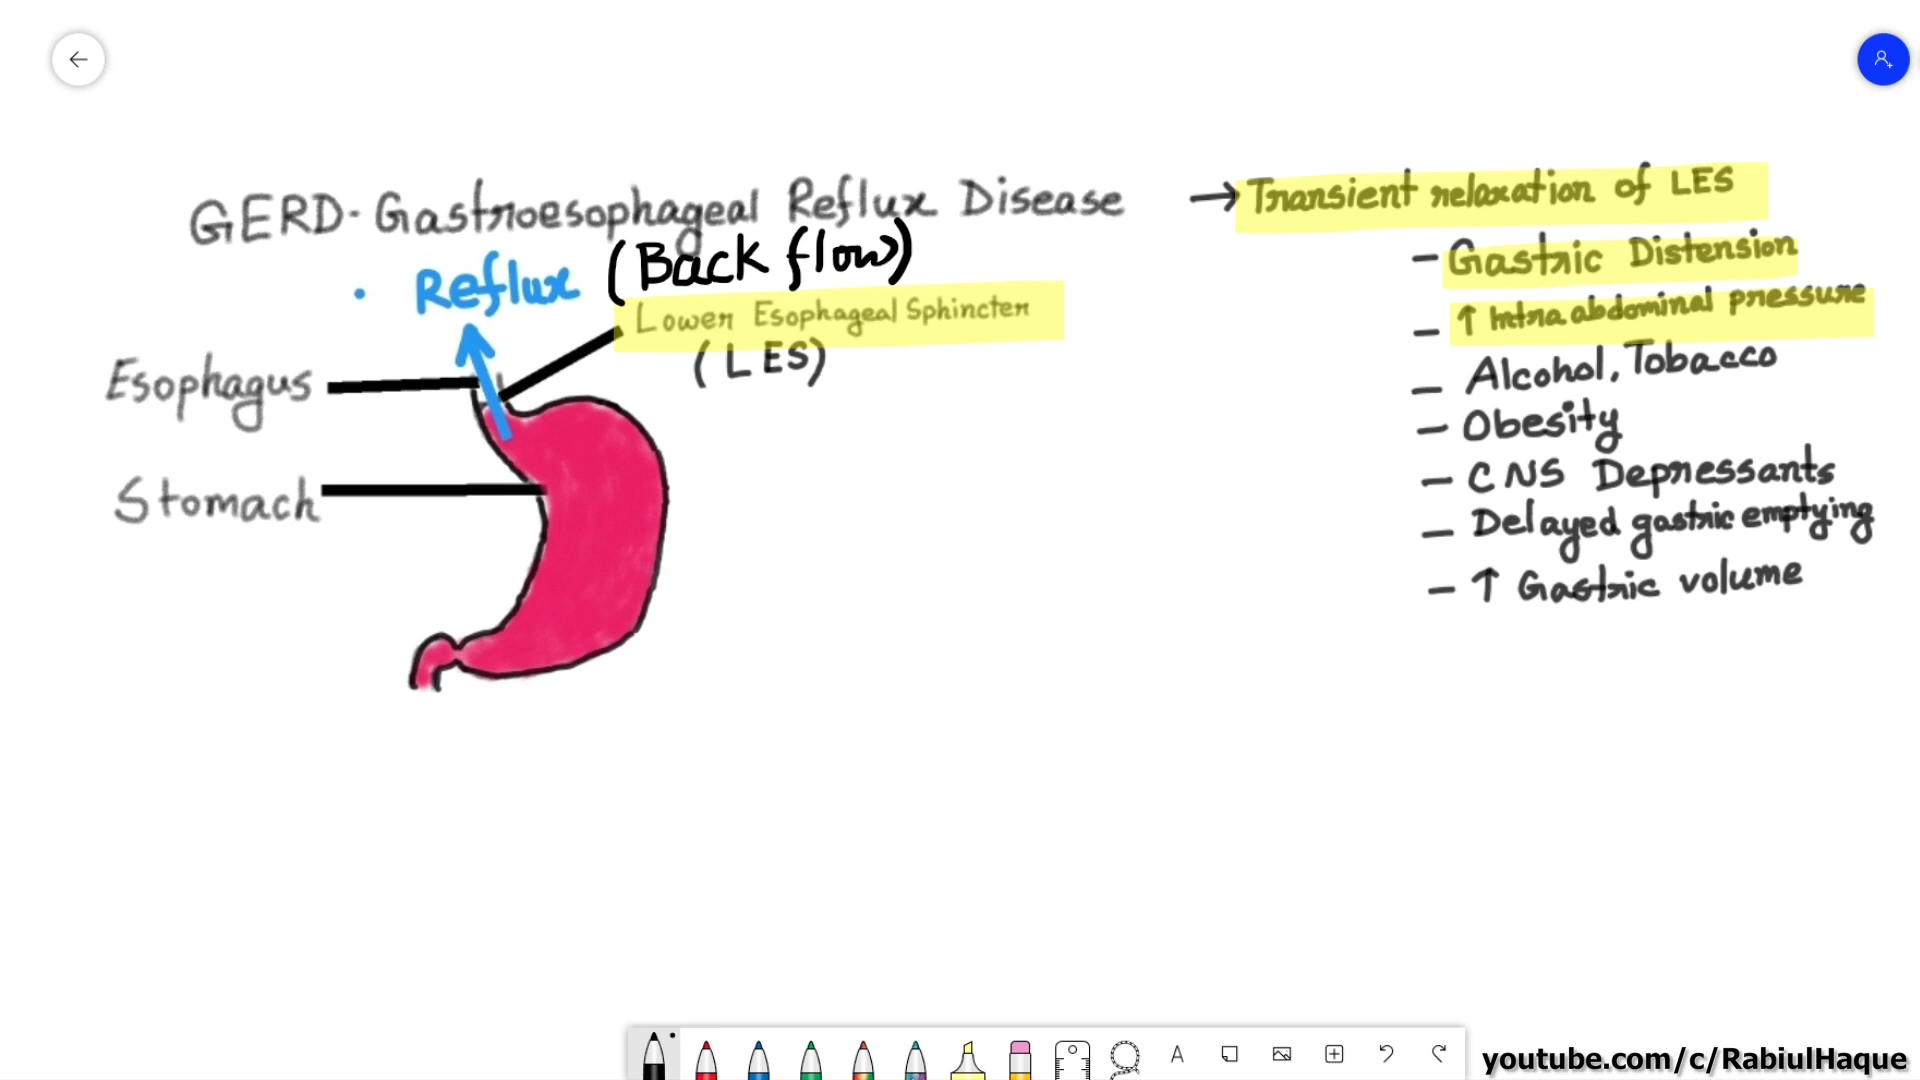 GERD - Gastroesophageal Reflux Disease
Reflux (Back flow)
Lower Esophageal Sphincter
(LES)
Esophagus
Stomach
→ Transient relaxation of LES
- Gastric Distension
- ↑ Intra abdominal pressure
- Alcohol, Tobacco
- Obesity
- CNS Depressants
- Delayed gastric emptying
- ↑ Gastric volume
A
youtube.com/c/RabiulHaque